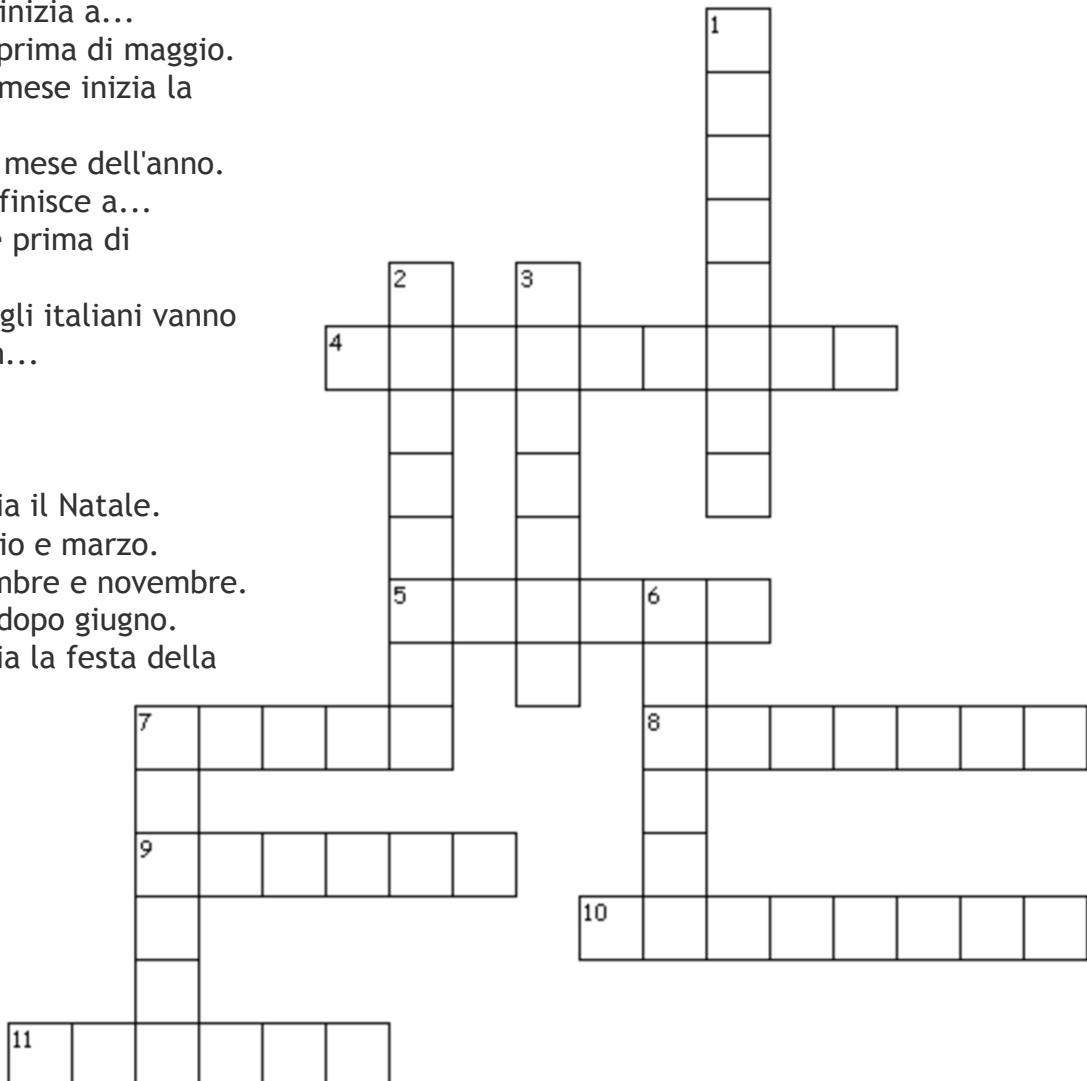 inizia a...
prima di maggio.
mese inizia la
mese dell'anno.
finisce a...
prima di
gli italiani vanno
il Natale.
io e marzo.
mbre e novembre.
dopo giugno.
la festa della
1
2 3
4
5 6
7 8
9
10
11